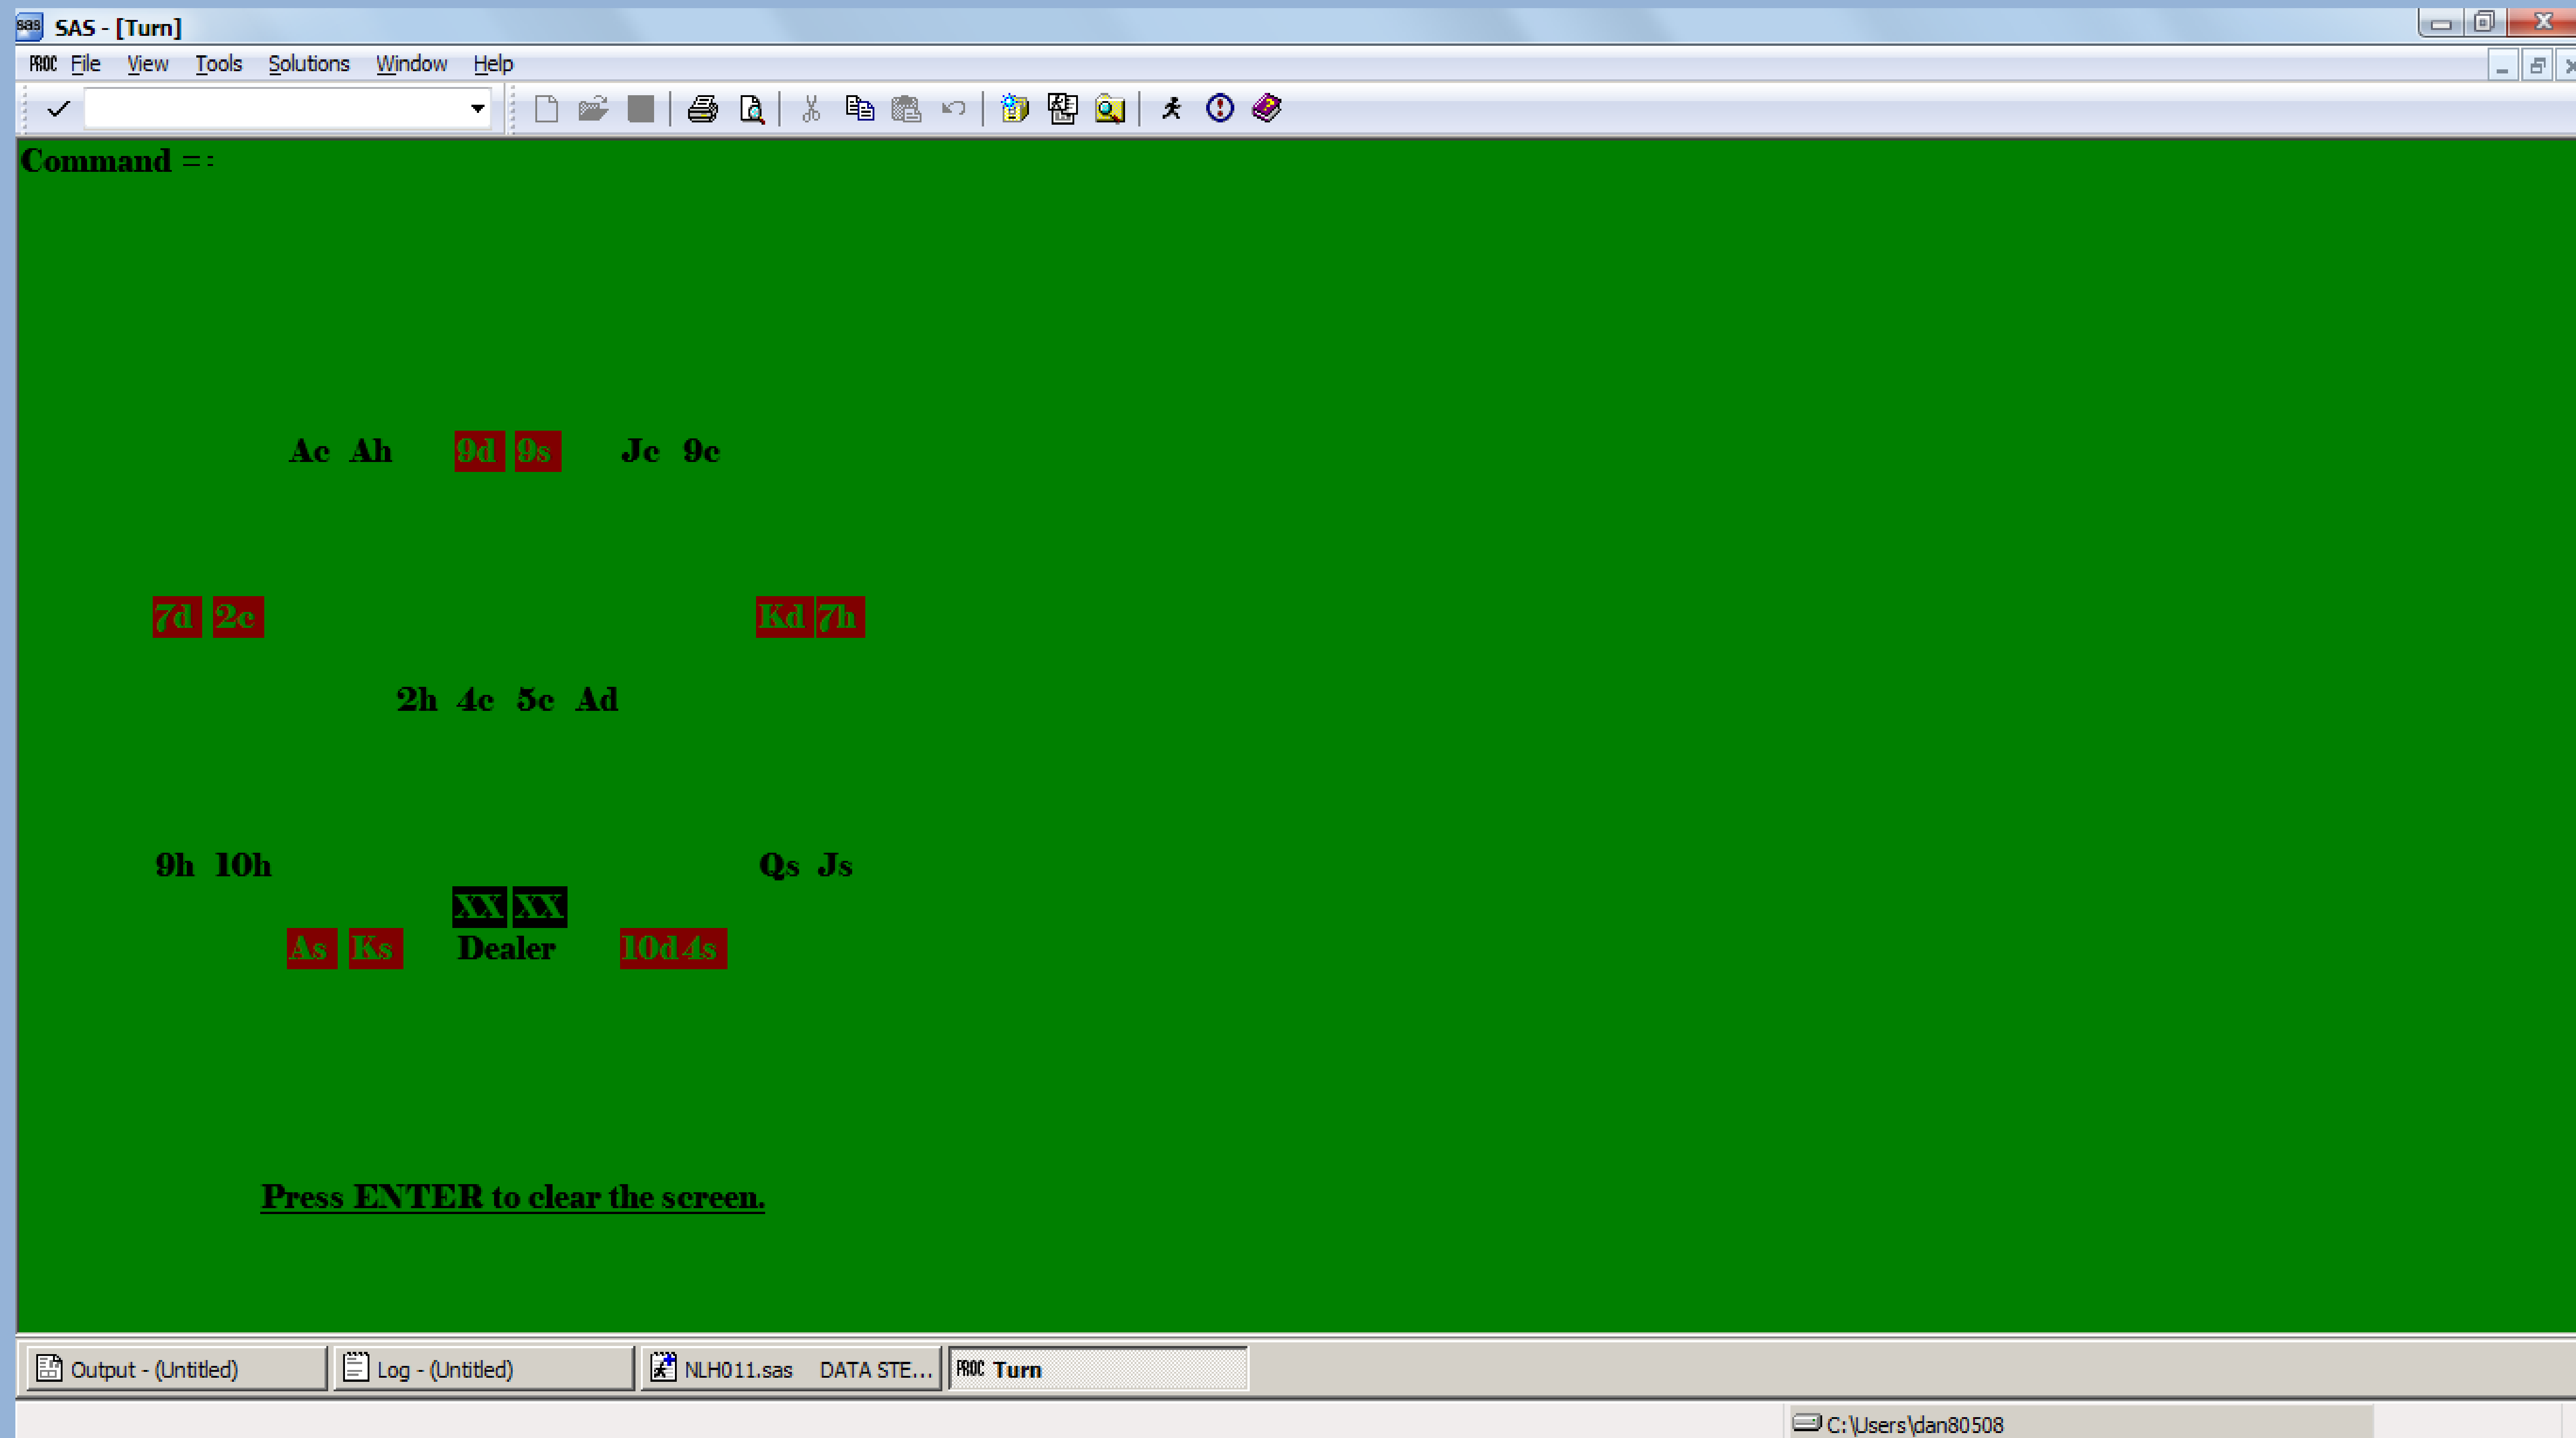 sas SAS - [Turn]
PROC File View Tools Solutions Window Help
Command =
Ac Ah 9d 9s Jc 9c
7d 2c Kd 7h
2h 4c 5c Ad
9h 10h Qs Js
XX XX
As Ks Dealer 10d 4s
Press ENTER to clear the screen.
Output - (Untitled) Log - (Untitled) NLH011.sas DATA STE... PROC Turn
C:\Users\dan80508